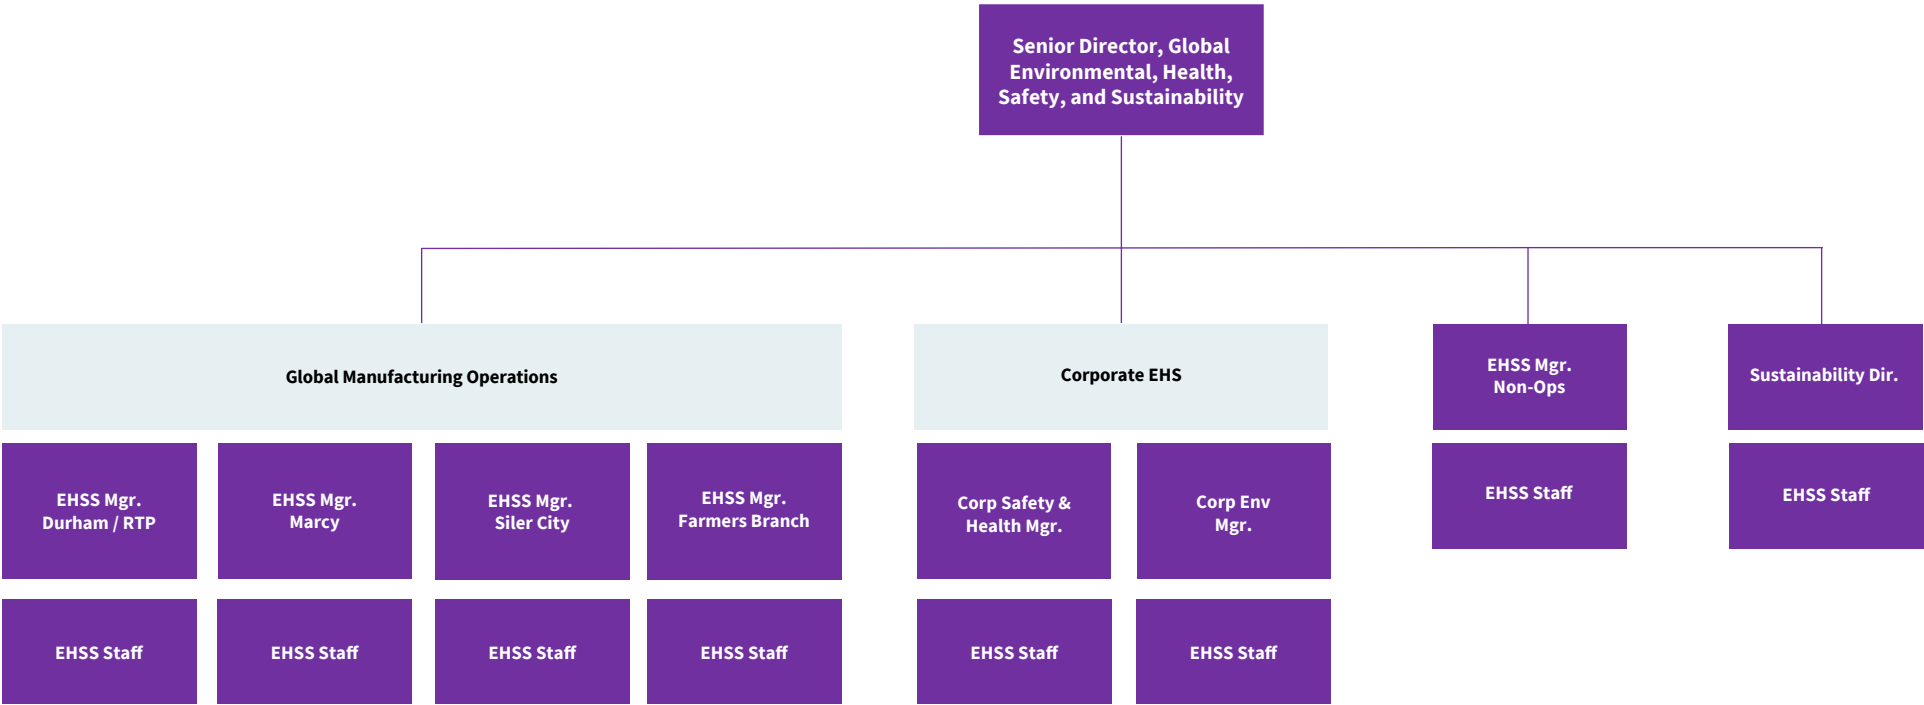 Senior Director, Global
Environmental, Health,
Safety, and Sustainability
Global Manufacturing Operations
Corporate EHS
EHSS Mgr.
Non-Ops
Sustainability Dir.
EHSS Mgr.
Durham / RTP
EHSS Mgr.
Marcy
EHSS Mgr.
Siler City
EHSS Mgr.
Farmers Branch
Corp Safety &
Health Mgr.
Corp Env
Mgr.
EHSS Staff
EHSS Staff
EHSS Staff
EHSS Staff
EHSS Staff
EHSS Staff
EHSS Staff
EHSS Staff